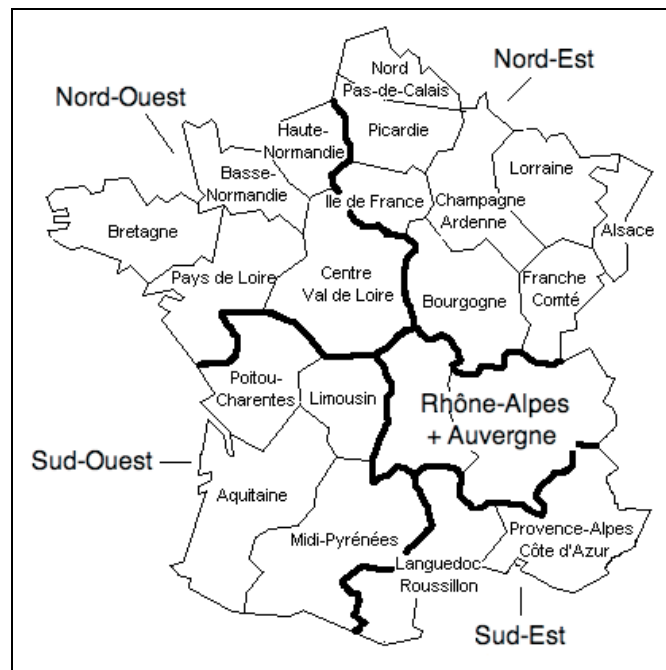 Nord
Pas-de-Calais
Nord-Est
Nord-Ouest
Haute-
Normandie
Picardie
Basse-
Normandie
Lorraine
Ile de France
Champagne
Ardenne
Alsace
Bretagne
Pays de Loire
Centre
Val de Loire
Bourgogne
Franche
Comté
Poitou-
Charentes
Limousin
Rhône-Alpes
+ Auvergne
Sud-Ouest
Aquitaine
Midi-Pyrénées
Provence-Alpes
Côte d'Azur
Languedoc
Roussillon
Sud-Est